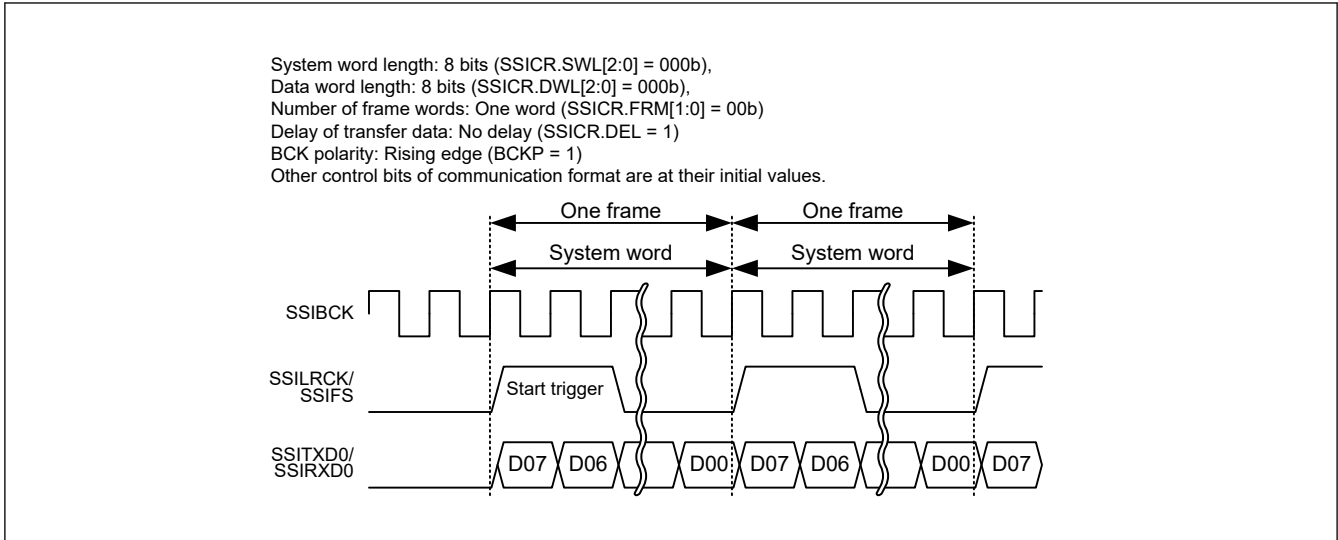 System word length: 8 bits (SSICR.SWL[2:0] = 000b),
Data word length: 8 bits (SSICR.DWL[2:0] = 000b),
Number of frame words: One word (SSICR.FRM[1:0] = 00b)
Delay of transfer data: No delay (SSICR.DEL = 1)
BCK polarity: Rising edge (BCKP = 1)
Other control bits of communication format are at their initial values.
One frame One frame
System word System word
SSIBCK
SSILRCK/
SSIFS
Start trigger
SSITXD0/
SSIRXD0
D07 D06 D00 D07 D06 D00 D07